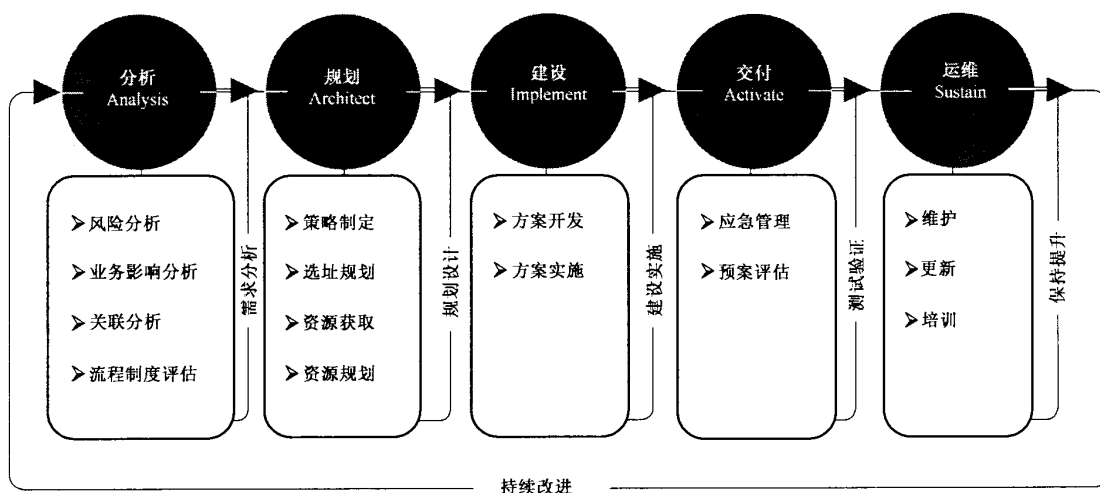 分析
Analysis
规划
Architect
建设
Implement
交付
Activate
运维
Sustain
风险分析
业务影响分析
关联分析
流程制度评估
需求分析
策略制定
选址规划
资源获取
资源规划
规划设计
方案开发
方案实施
建设实施
应急管理
预案评估
测试验证
维护
更新
培训
保持提升
持续改进